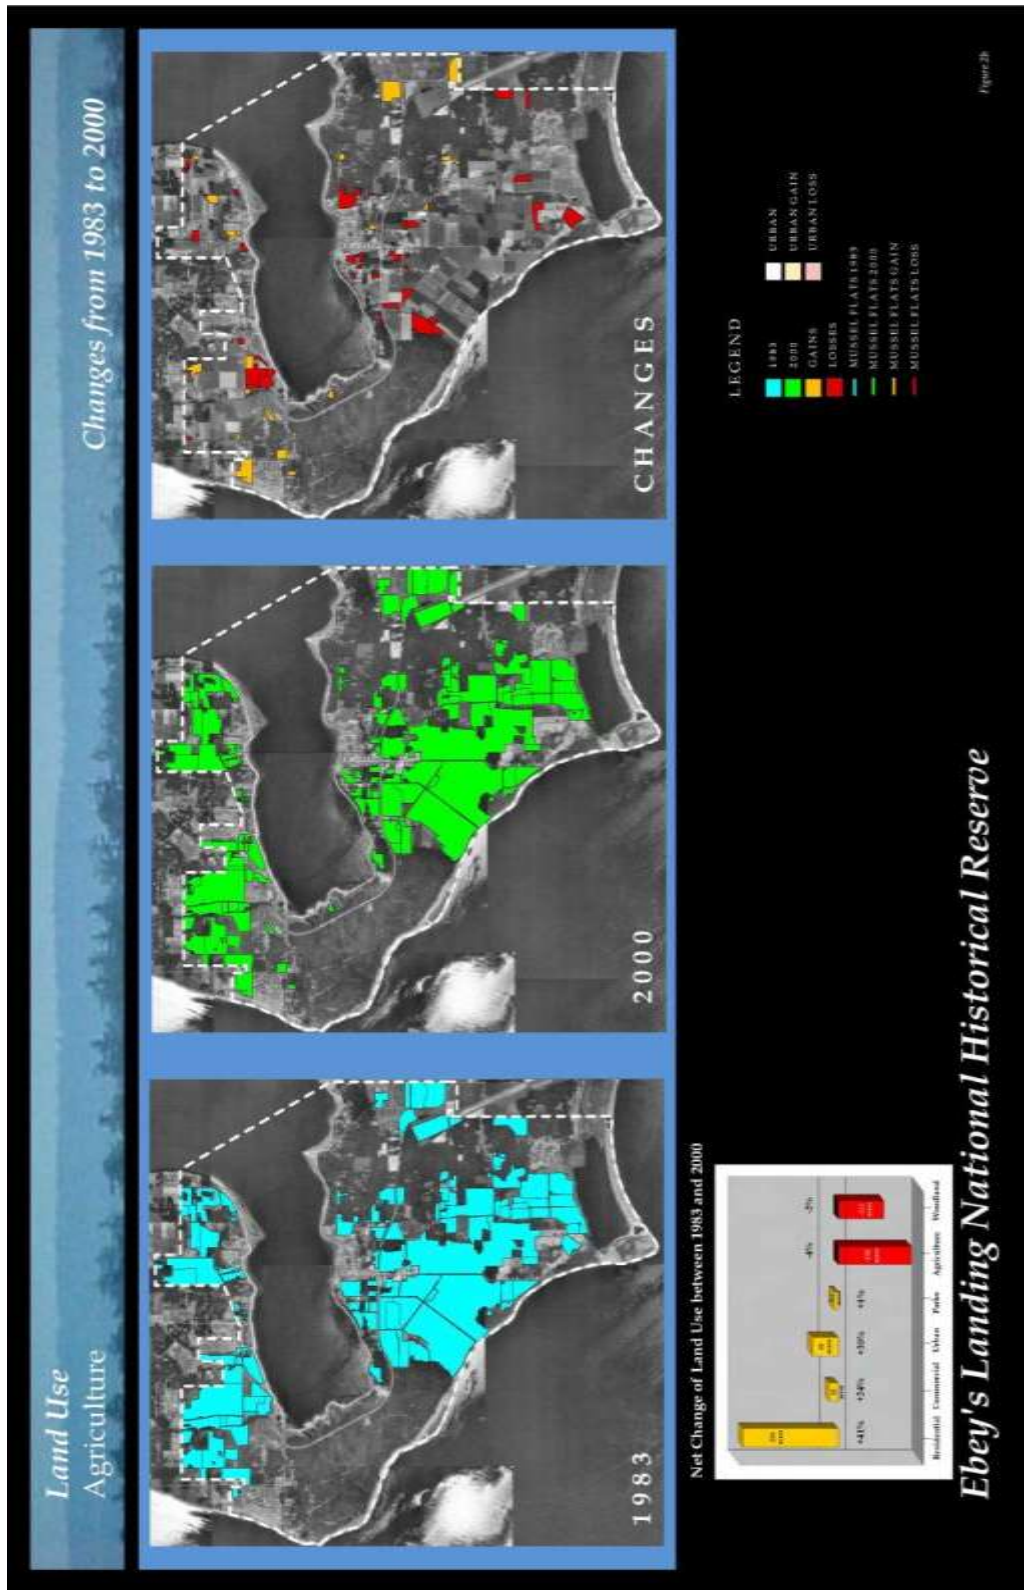 Land Use
Agriculture
Changes from 1983 to 2000
1983
2000
CHANGES
Net Change of Land Use between 1983 and 2000
-4%
-5%
+41%
+24%
+30%
+4%
Residential
Commercial
Urban
Parks
Agriculture
Woodland
LEGEND
1983
2000
GAINS
LOSSES
MUSSEL FLATS 1983
MUSSEL FLATS 2000
MUSSEL FLATS GAIN
MUSSEL FLATS LOSS
URBAN
URBAN GAIN
URBAN LOSS
Ebey's Landing National Historical Reserve
Figure 2b